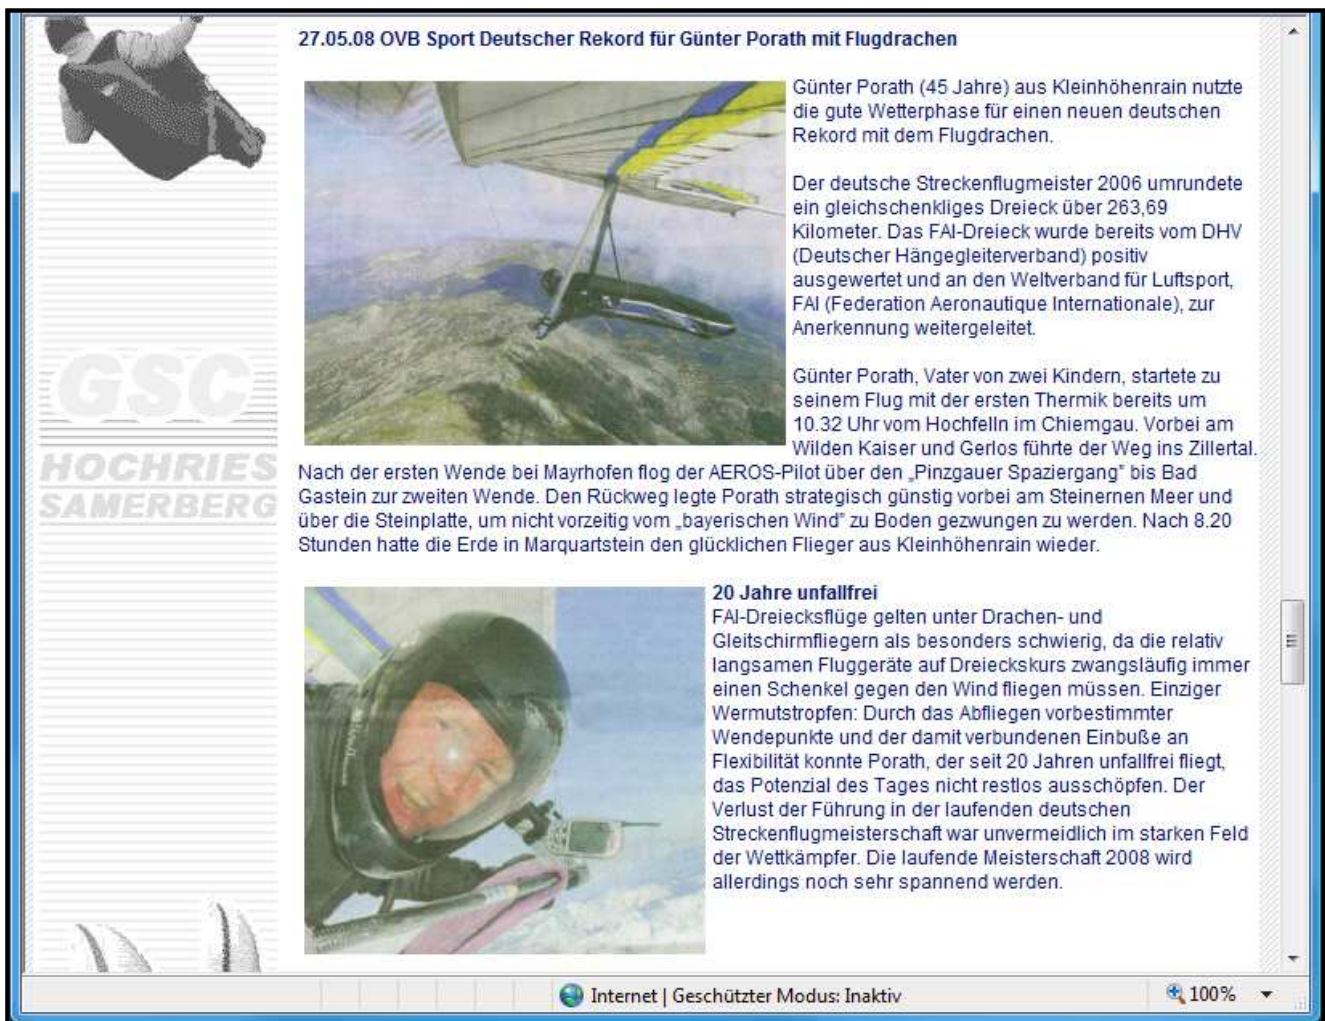 27.05.08 OVB Sport Deutscher Rekord für Günter Porath mit Flugdrachen
Günter Porath (45 Jahre) aus Kleinhöhenrain nutzte
die gute Wetterphase für einen neuen deutschen
Rekord mit dem Flugdrachen.
Der deutsche Streckenflugmeister 2006 umrundete
ein gleichschenkliges Dreieck über 263,69
Kilometer. Das FAI-Dreieck wurde bereits vom DHV
(Deutscher Hängegleiterverband) positiv
ausgewertet und an den Weltverband für Luftsport,
FAI (Federation Aeronautique Internationale), zur
Anerkennung weitergeleitet.
Günter Porath, Vater von zwei Kindern, startete zu
seinem Flug mit der ersten Thermik bereits um
10.32 Uhr vom Hochfelln im Chiemgau. Vorbei am
Wilden Kaiser und Gerlos führte der Weg ins Zillertal.
Nach der ersten Wende bei Mayrhofen flog der AEROS-Pilot über den „Pinzgauer Spaziergang" bis Bad
Gastein zur zweiten Wende. Den Rückweg legte Porath strategisch günstig vorbei am Steinernen Meer und
über die Steinplatte, um nicht vorzeitig vom „bayerischen Wind" zu Boden gezwungen zu werden. Nach 8.20
Stunden hatte die Erde in Marquartstein den glücklichen Flieger aus Kleinhöhenrain wieder.
GSC
HOCHRIES
SAMERBERG
20 Jahre unfallfrei
FAI-Dreiecksflüge gelten unter Drachen- und
Gleitschirmfliegern als besonders schwierig, da die relativ
langsamen Fluggeräte auf Dreieckskurs zwangsläufig immer
einen Schenkel gegen den Wind fliegen müssen. Einziger
Wermutstropfen: Durch das Abfliegen vorbestimmter
Wendepunkte und der damit verbundenen Einbuße an
Flexibilität konnte Porath, der seit 20 Jahren unfallfrei fliegt,
das Potenzial des Tages nicht restlos ausschöpfen. Der
Verlust der Führung in der laufenden deutschen
Streckenflugmeisterschaft war unvermeidlich im starken Feld
der Wettkämpfer. Die laufende Meisterschaft 2008 wird
allerdings noch sehr spannend werden.
Internet | Geschützter Modus: Inaktiv
100%